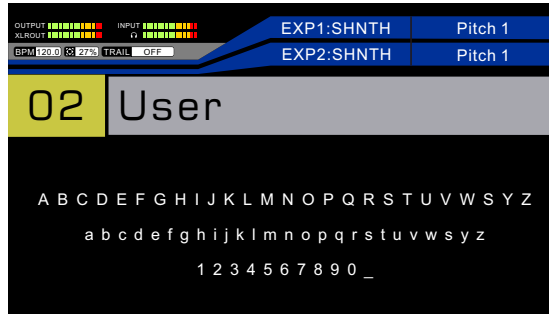 OUTPUT INPUT EXP1:SHNTH Pitch 1
XLROUT
BPM 120.0 27% TRAIL OFF EXP2:SHNTH Pitch 1
02 User
A B C D E F G H I J K L M N O P Q R S T U V W S Y Z
a b c d e f g h i j k l m n o p q r s t u v w s y z
1 2 3 4 5 6 7 8 9 0 _